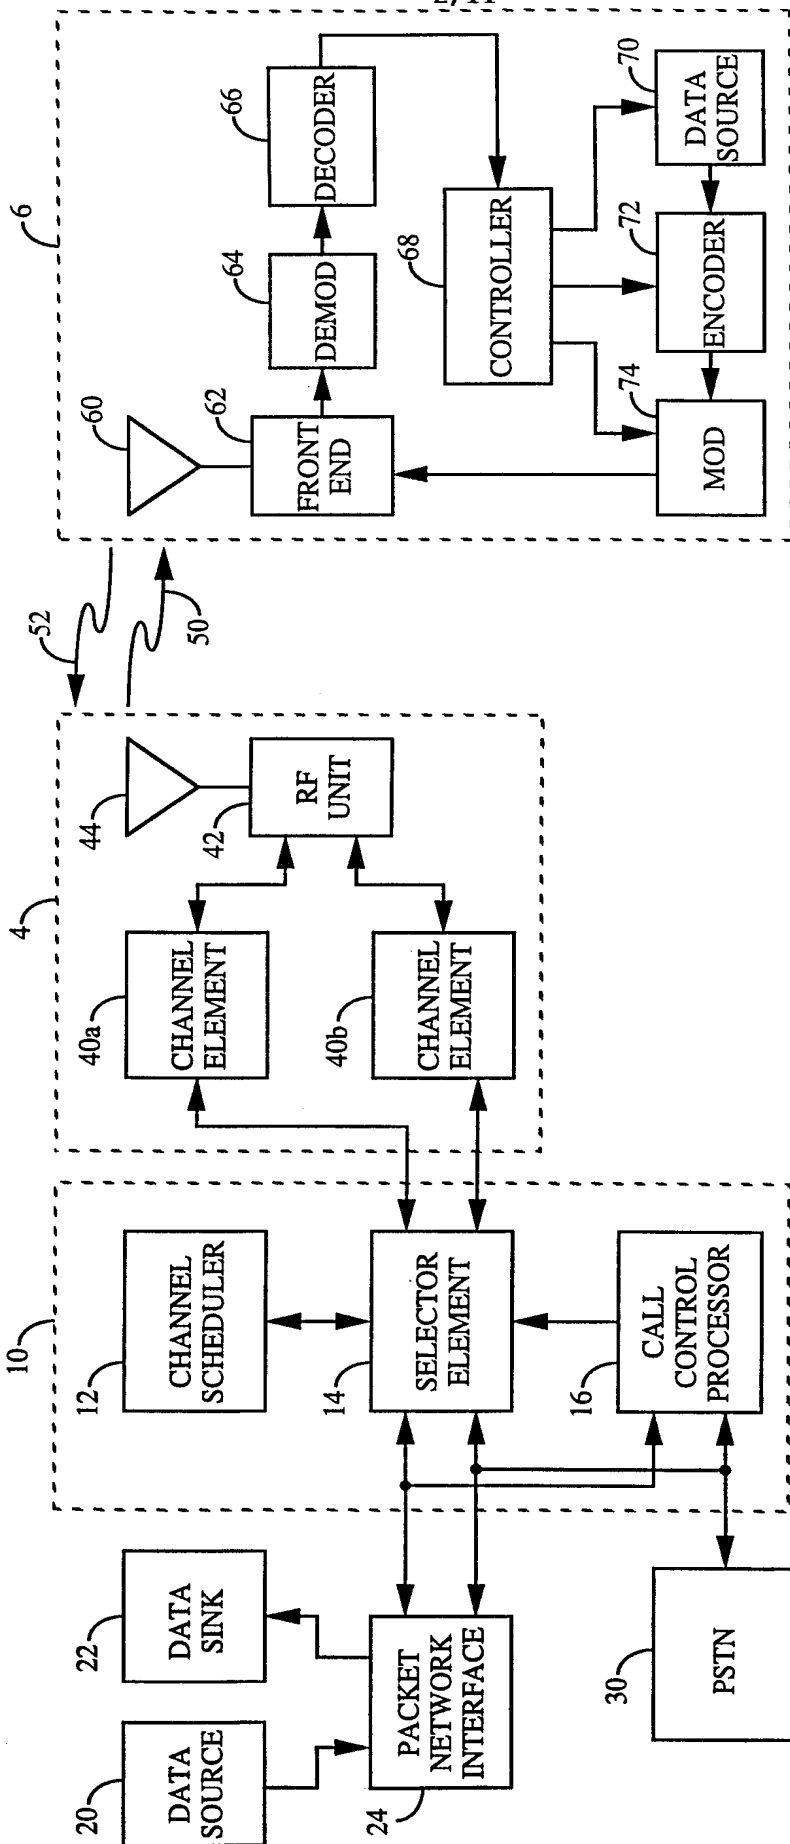 10
4
6
20
DATA
SOURCE
22
DATA
SINK
24
PACKET
NETWORK
INTERFACE
30
PSTN
12
CHANNEL
SCHEDULER
14
SELECTOR
ELEMENT
16
CALL
CONTROL
PROCESSOR
40a
CHANNEL
ELEMENT
40b
CHANNEL
ELEMENT
44
42
RF
UNIT
52
50
60
62
FRONT
END
64
DEMOD
66
DECODER
68
CONTROLLER
74
MOD
72
ENCODER
70
DATA
SOURCE